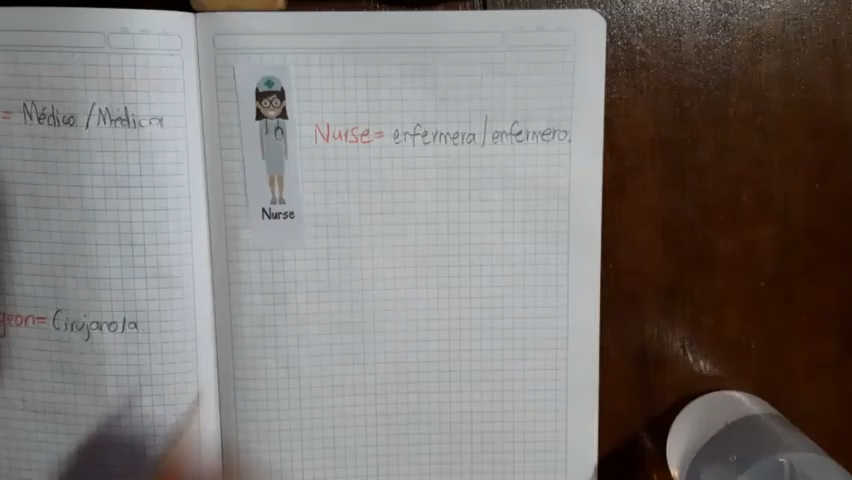 = Médico / Médica
geon= Cirujano/a
Nurse= enfermera/enfermero.
Nurse